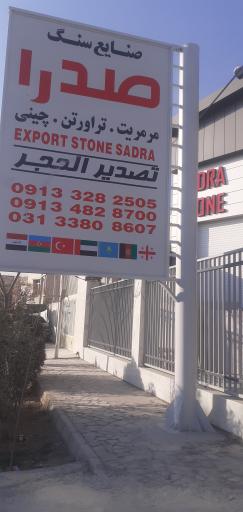 صنایع سنگ
صدرا
مرمریت . تراورتن . چینی
EXPORT STONE SADRA
تصدير الحجر
0913 328 2505
0913 482 8700
031 3380 8607
ADRA
ONE